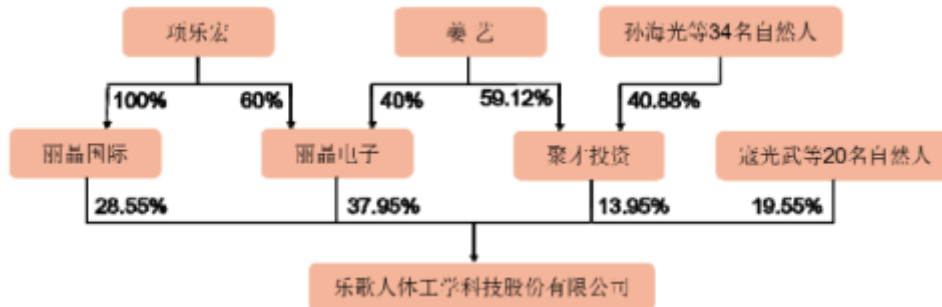 项乐宏
姜艺
孙海光等34名自然人
100%
60%
40%
59.12%
40.88%
丽晶国际
丽晶电子
聚才投资
寇光武等20名自然人
28.55%
37.95%
13.95%
19.55%
乐歌人体工学科技股份有限公司